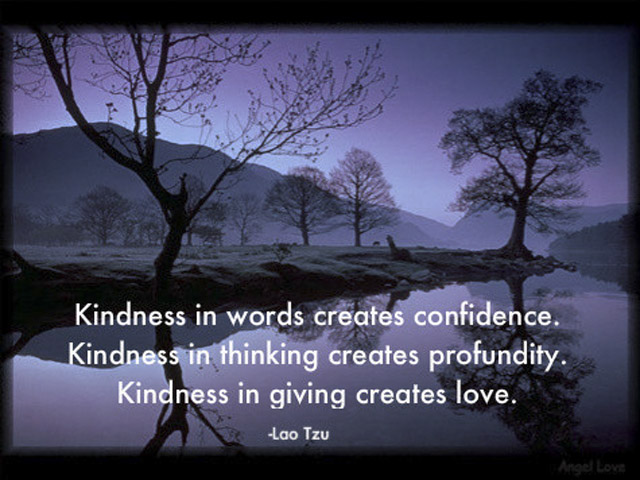 Kindness in words creates confidence.
Kindness in thinking creates profundity.
Kindness in giving creates love.
-Lao Tzu
Angel Love